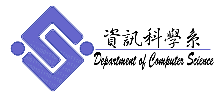 資訊科學系
Department of Computer Science